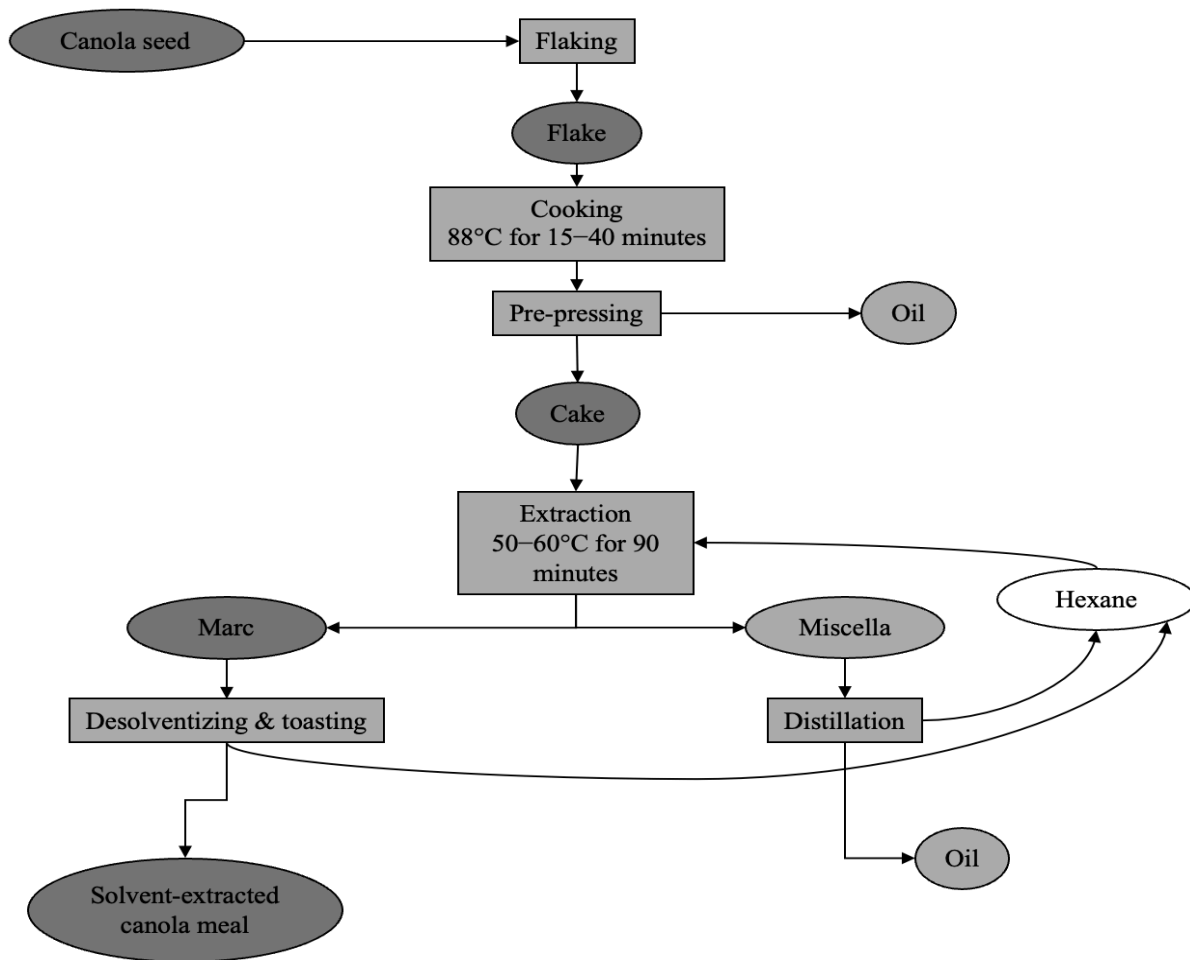 Canola seed
Flaking
Flake
Cooking
88°C for 15−40 minutes
Pre-pressing
Oil
Cake
Extraction
50−60°C for 90
minutes
Hexane
Marc
Miscella
Desolventizing & toasting
Distillation
Oil
Solvent-extracted
canola meal